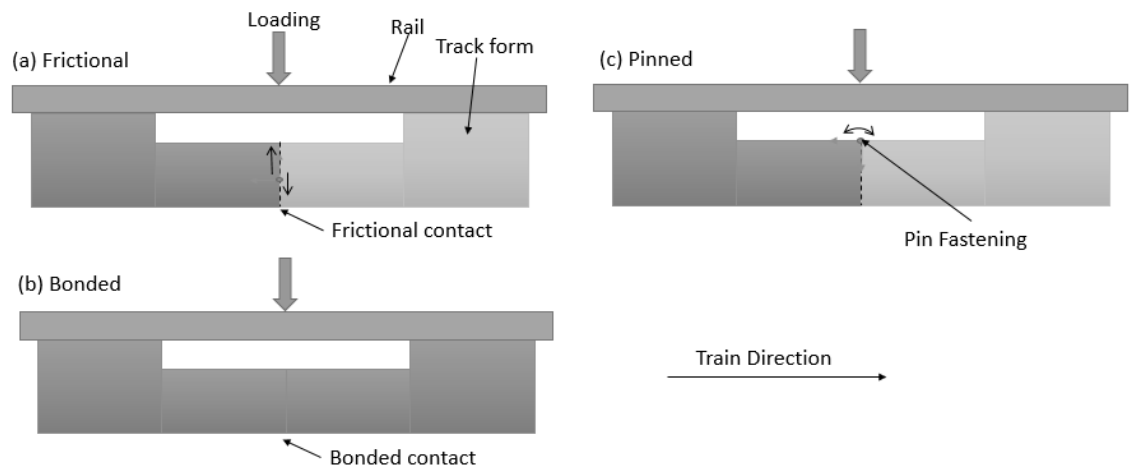 Loading
Rail
(a) Frictional
Track form
Frictional contact
(b) Bonded
Bonded contact
(c) Pinned
Pin Fastening
Train Direction